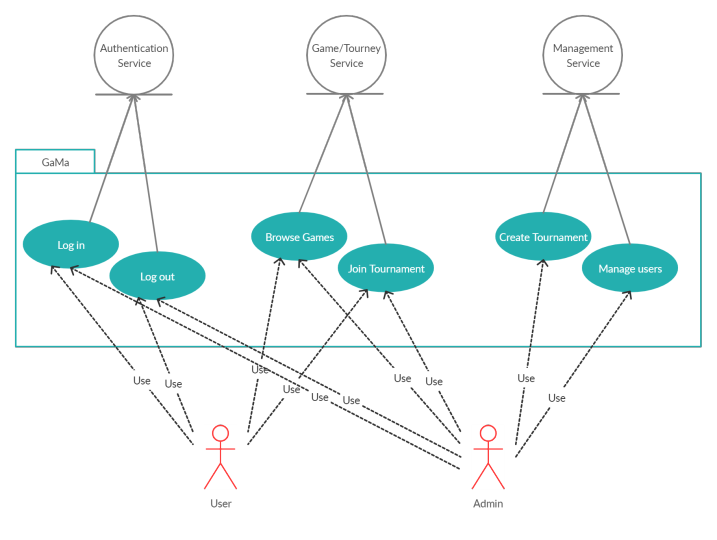 Authentication
Service
Game/Tourney
Service
Management
Service
GaMa
Log in
Log out
Browse Games
Join Tournament
Create Tournament
Manage users
Use
Use
Use
Use
Use
Use
Use
Use
Use
Use
User
Admin